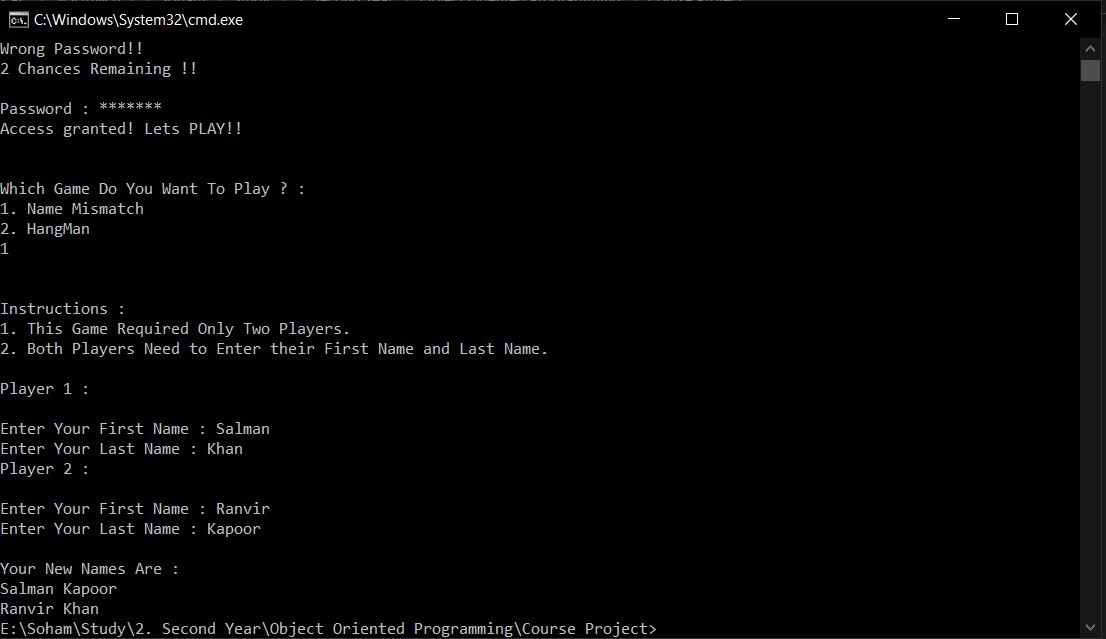 C:\Windows\System32\cmd.exe
Wrong Password!!
2 Chances Remaining !!
Password : *******
Access granted! Lets PLAY!!
Which Game Do You Want To Play ? :
1. Name Mismatch
2. HangMan
1
Instructions :
1. This Game Required Only Two Players.
2. Both Players Need to Enter their First Name and Last Name.
Player 1 :
Enter Your First Name : Salman
Enter Your Last Name : Khan
Player 2 :
Enter Your First Name : Ranvir
Enter Your Last Name : Kapoor
Your New Names Are :
Salman Kapoor
Ranvir Khan
E:\Soham\Study\2. Second Year\Object Oriented Programming\Course Project>